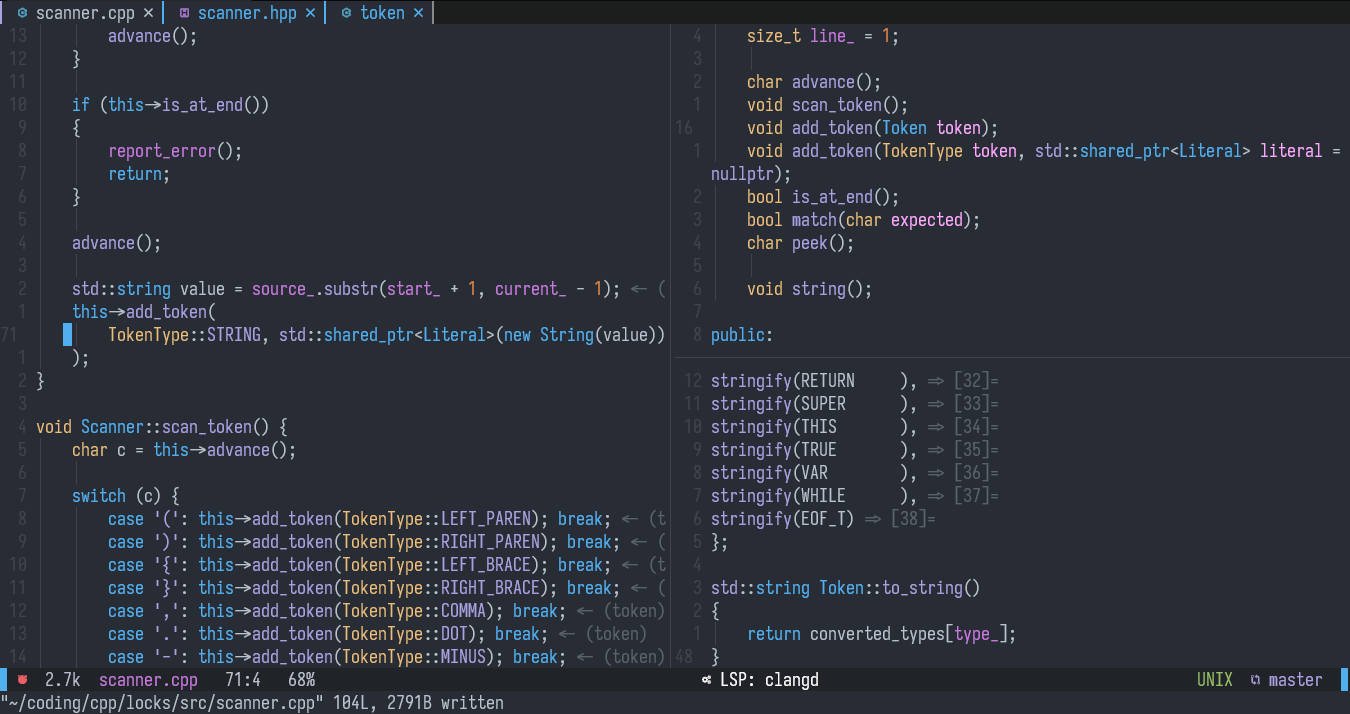 scanner.cpp × scanner.hpp × token ×
13 advance();
12 }
11
10 if (this->is_at_end())
9 {
8 report_error();
7 return;
6 }
5
4 advance();
3
2 std::string value = source_.substr(start_ + 1, current_ - 1); <- (
1 this->add_token(
71 TokenType::STRING, std::shared_ptr<Literal>(new String(value))
1 );
2 }
3
4 void Scanner::scan_token() {
5 char c = this->advance();
6
7 switch (c) {
8 case '(': this->add_token(TokenType::LEFT_PAREN); break; <- (t
9 case ')': this->add_token(TokenType::RIGHT_PAREN); break; <- (
10 case '{': this->add_token(TokenType::LEFT_BRACE); break; <- (t
11 case '}': this->add_token(TokenType::RIGHT_BRACE); break; <- (
12 case ',': this->add_token(TokenType::COMMA); break; <- (token)
13 case '.': this->add_token(TokenType::DOT); break; <- (token)
14 case '-': this->add_token(TokenType::MINUS); break; <- (token)
4 size_t line_ = 1;
3
2 char advance();
1 void scan_token();
16 void add_token(Token token);
1 void add_token(TokenType token, std::shared_ptr<Literal> literal =
nullptr);
2 bool is_at_end();
3 bool match(char expected);
4 char peek();
5
6 void string();
7
8 public:
12 stringify(RETURN ), => [32]=
11 stringify(SUPER ), => [33]=
10 stringify(THIS ), => [34]=
9 stringify(TRUE ), => [35]=
8 stringify(VAR ), => [36]=
7 stringify(WHILE ), => [37]=
6 stringify(EOF_T) => [38]=
5 };
4
3 std::string Token::to_string()
2 {
1 return converted_types[type_];
48 }
2.7k scanner.cpp 71:4 68% LSP: clangd UNIX master
"~/coding/cpp/locks/src/scanner.cpp" 104L, 2791B written